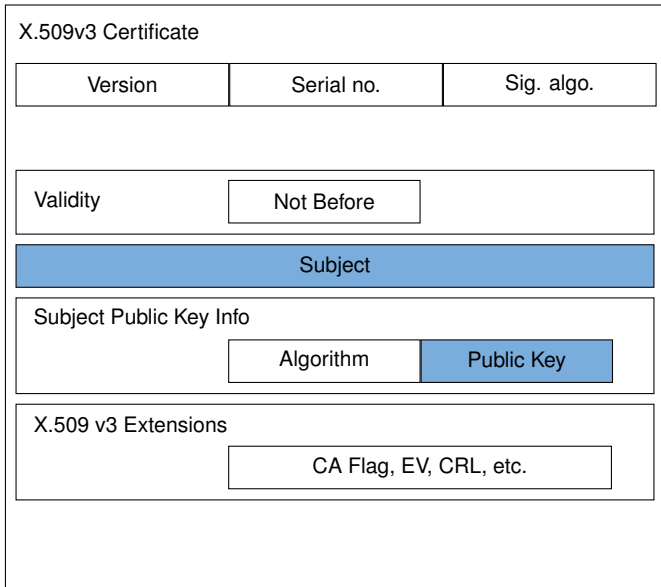 X.509v3 Certificate
Version Serial no. Sig. algo.
Validity Not Before
Subject
Subject Public Key Info
Algorithm Public Key
X.509 v3 Extensions
CA Flag, EV, CRL, etc.